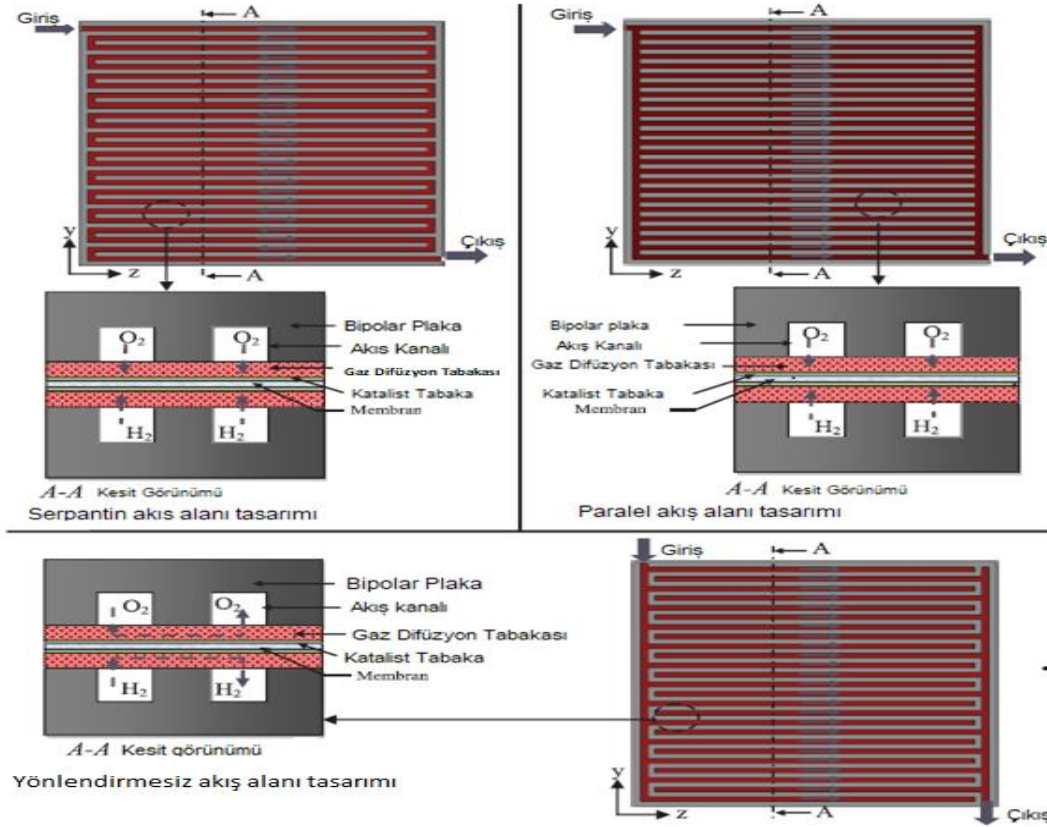 Giriş
A
y
z
A
Çıkış
O2 O2
H2 H2
Bipolar Plaka
Akıs Kanalı
Gaz Difüzyon Tabakası
Katalist Tabaka
Membran
A-A Kesit Görünümü
Serpantin akıs alanı tasarımı
Giriş
A
y
z
A
Çıkış
Bipolar plaka
Akış Kanalı
Gaz Difüzyon Tabakası
Katalist Tabaka
Membran
O2 O2
H2 H2
A-A Kesit Görünümü
Paralel akış alanı tasarımı
O2 O2
H2 H2
Bipolar Plaka
Akış kanalı
Gaz Difüzyon Tabakası
Katalist Tabaka
Membran
A-A Kesit görünümü
Yönlendirmesiz akış alanı tasarımı
Giriş
A
y
z
A
Çıkış